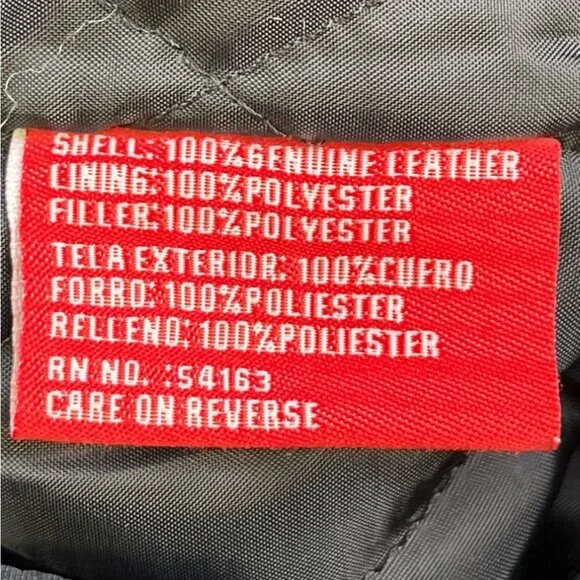 SHELL: 100%GENUINE LEATHER
LINING:100%POLYESTER
FILLER:100%POLYESTER
TELA EXTERIOR: 100%CUERO
FORRO: 100%POLIESTER
RELLENO: 100%POLIESTER
RN NO. :54163
CARE ON REVERSE